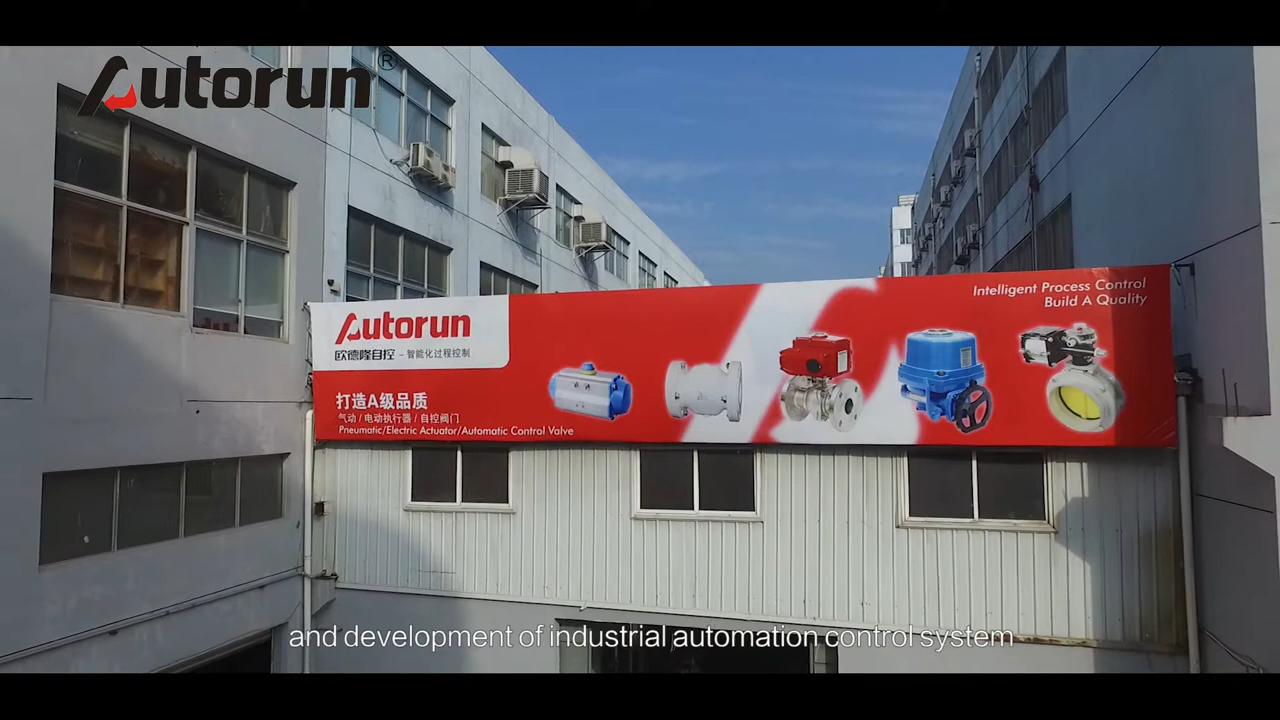 Autorun®
Autorun
欧德隆自控 – 智能化过程控制
Intelligent Process Control
Build A Quality
打造A级品质
气动 / 电动执行器 / 自控阀门
Pneumatic/Electric Actuator/Automatic Control Valve
and development of industrial automation control system